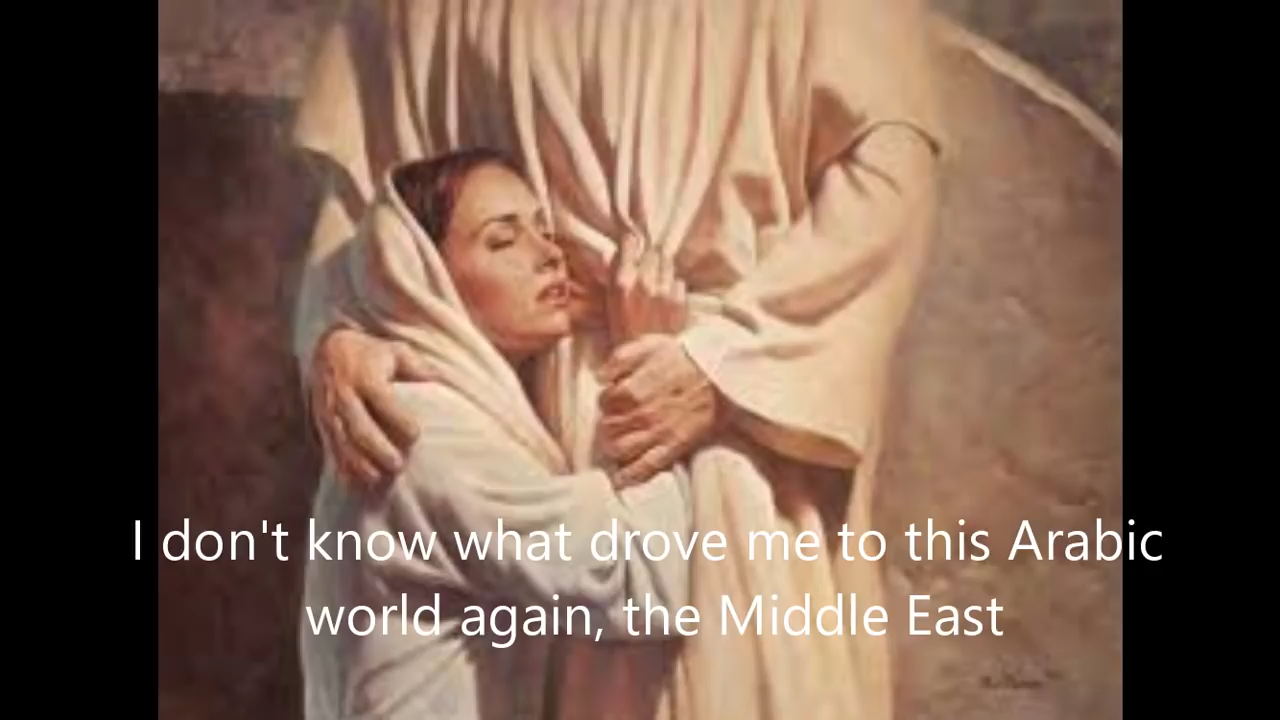 I don't know what drove me to this Arabic
world again, the Middle East